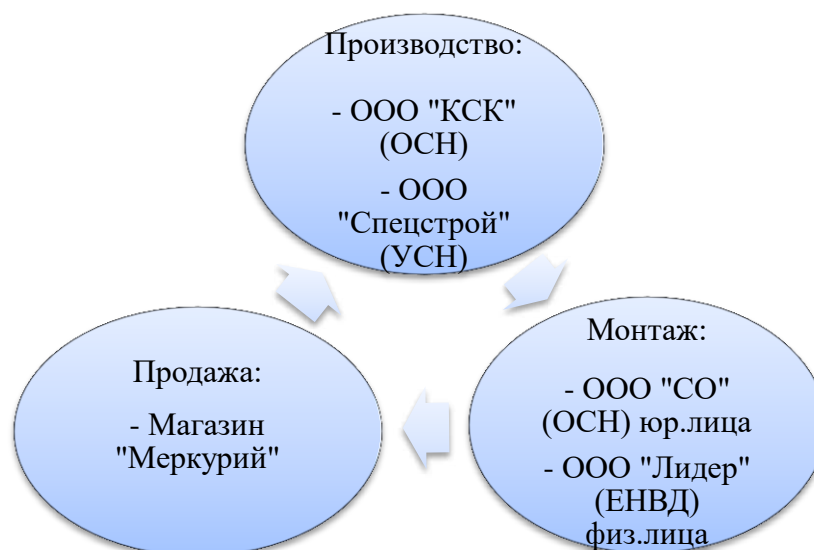 Производство:
- ООО "КСК"
(ОСН)
- ООО
"Спецстрой"
(УСН)
Монтаж:
- ООО "СО"
(ОСН) юр.лица
- ООО "Лидер"
(ЕНВД)
физ.лица
Продажа:
- Магазин
"Меркурий"